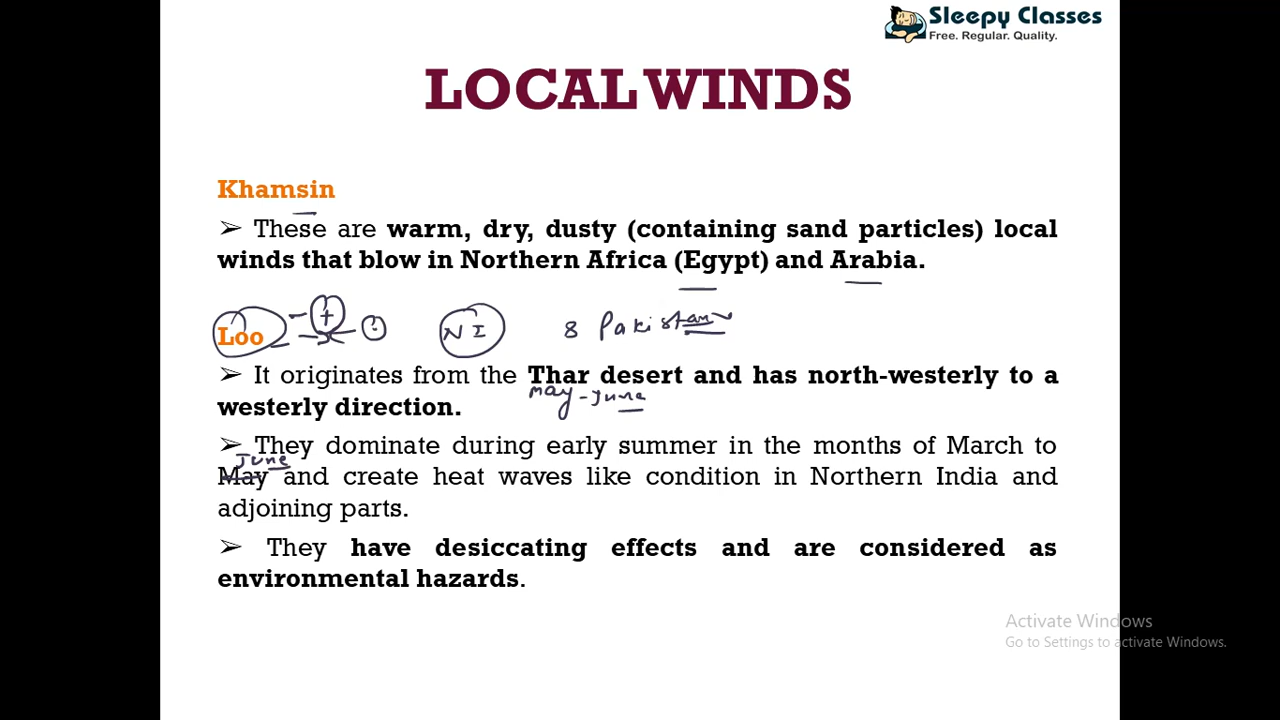 Sleepy Classes
Free. Regular. Quality.
LOCAL WINDS
Khamsin
➢ These are warm, dry, dusty (containing sand particles) local
winds that blow in Northern Africa (Egypt) and Arabia.
Loo
NI & Pakistan
➢ It originates from the Thar desert and has north-westerly to a
May-June
westerly direction.
➢ They dominate during early summer in the months of March to
June
May and create heat waves like condition in Northern India and
adjoining parts.
➢ They have desiccating effects and are considered as
environmental hazards.
Activate Windows
Go to Settings to activate Windows.